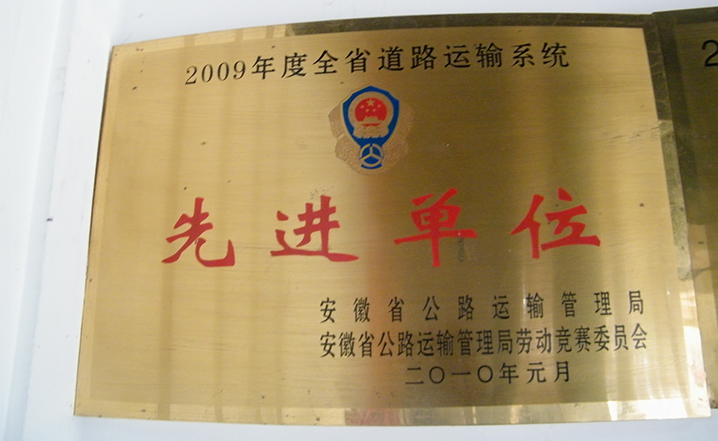 2009年度全省道路运输系统
先进单位
安徽省公路运输管理局
安徽省公路运输管理局劳动竞赛委员会
二〇一〇年元月
2